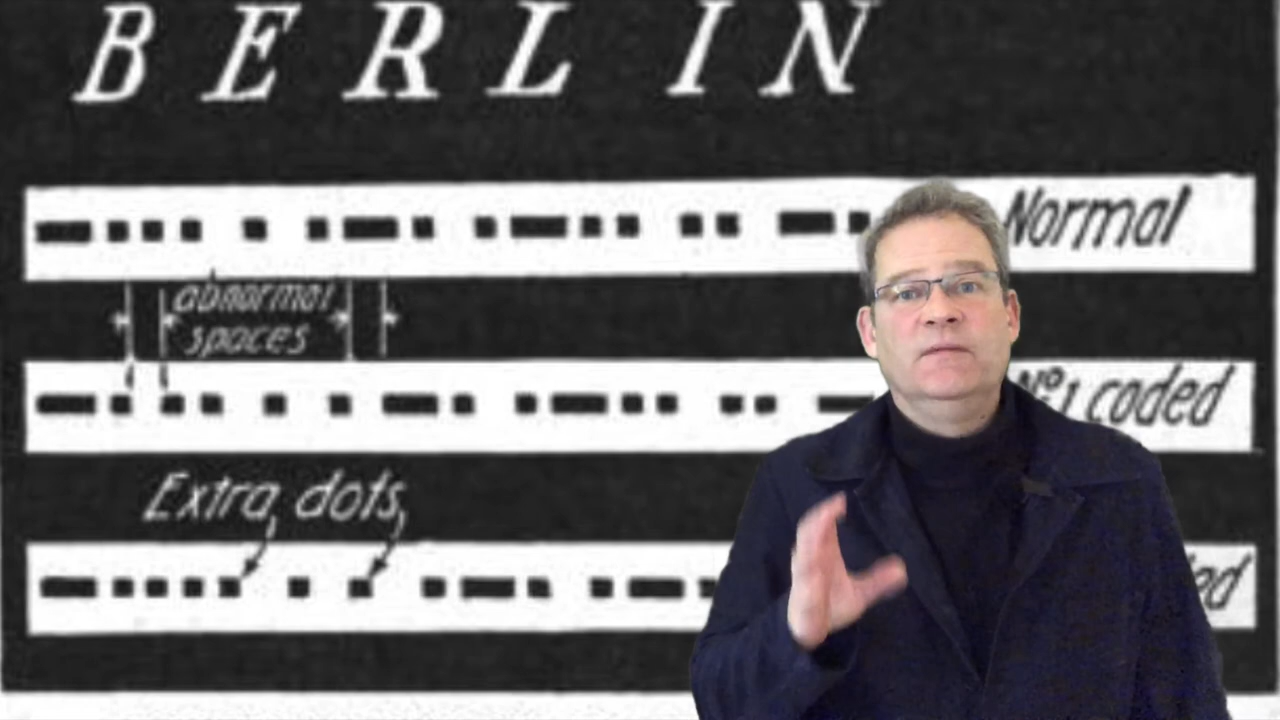 BERLIN
Normal
abnormal
spaces
Nº1 coded
Extra dots